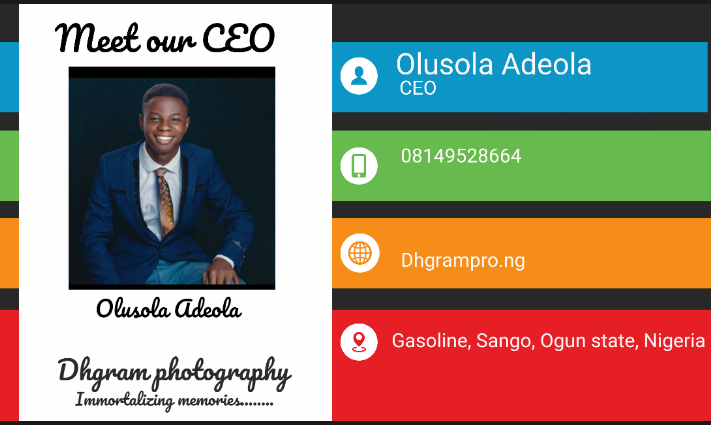 Meet our CEO
Olusola Adeola
Dhgram photography
Immortalizing memories........
Olusola Adeola
CEO
08149528664
Dhgrampro.ng
Gasoline, Sango, Ogun state, Nigeria